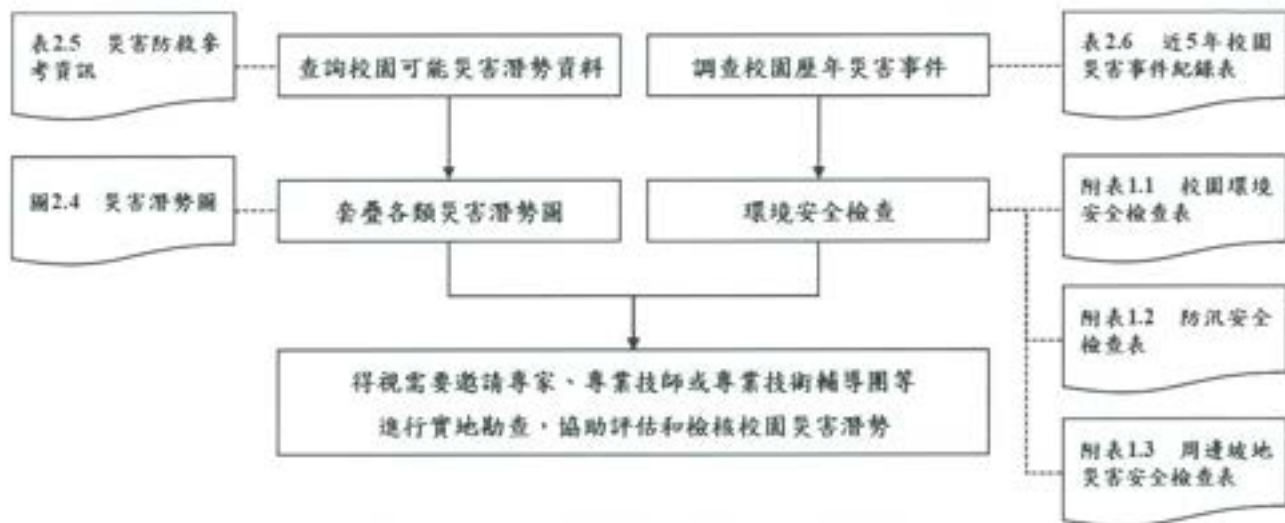 表2.5 災害防救參
考資訊
查詢校園可能災害潛勢資料
調查校園歷年災害事件
表2.6 近5年校園
災害事件紀錄表
圖2.4 災害潛勢圖
套疊各類災害潛勢圖
環境安全檢查
附表1.1 校園環境
安全檢查表
附表1.2 防汛安全
檢查表
得視需要邀請專家、專業技師或專業技術輔導團等
進行實地勘查，協助評估和檢核校園災害潛勢
附表1.3 周邊坡地
災害安全檢查表